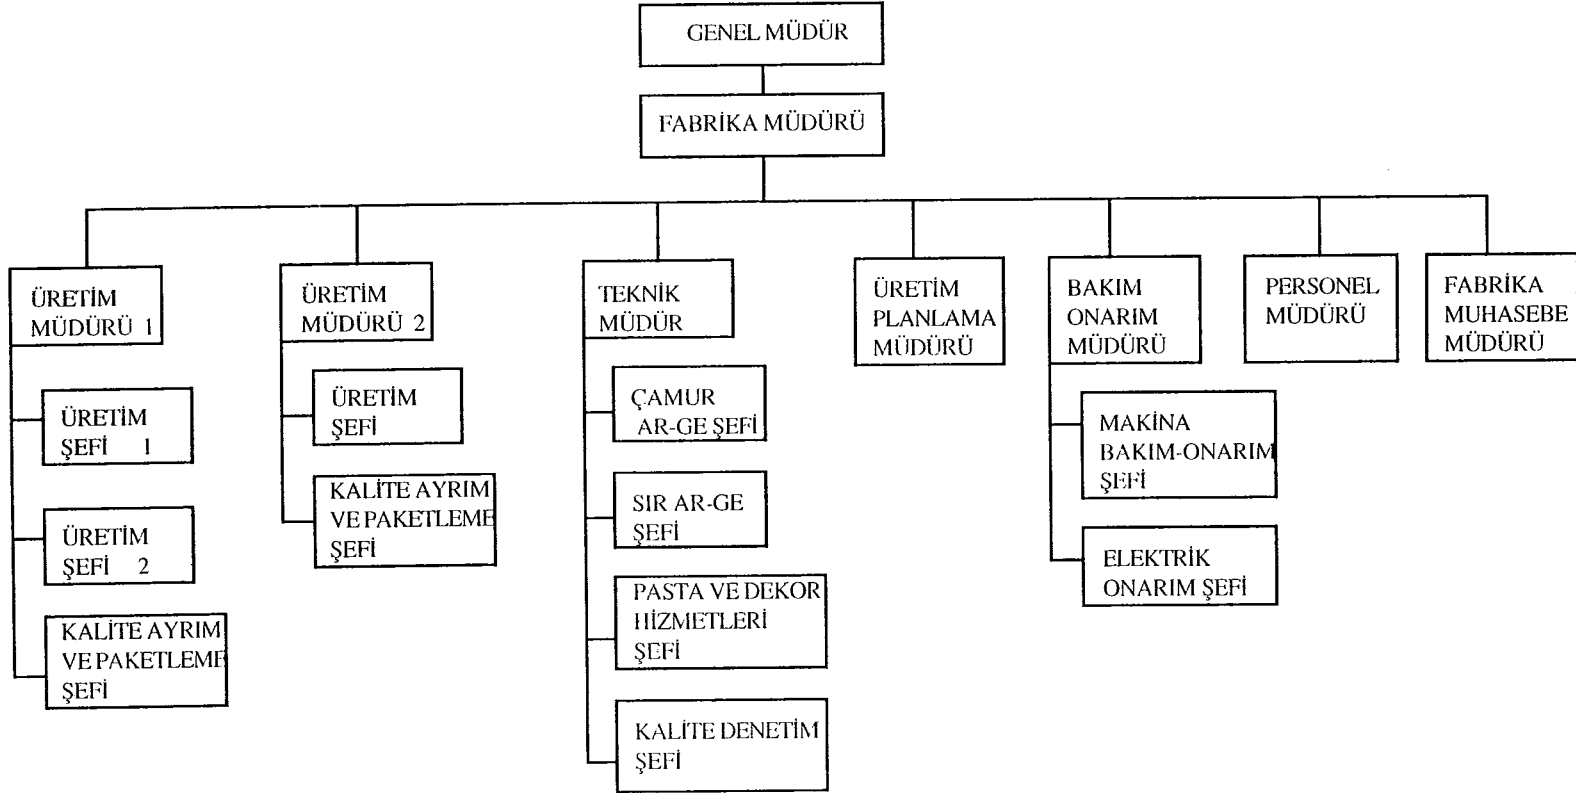 GENEL MÜDÜR
FABRİKA MÜDÜRÜ
ÜRETİM
MÜDÜRÜ 1
ÜRETİM
ŞEFİ 1
ÜRETİM
ŞEFİ 2
KALİTE AYRIM
VE PAKETLEME
ŞEFİ
ÜRETİM
MÜDÜRÜ 2
ÜRETİM
ŞEFİ
KALİTE AYRIM
VE PAKETLEME
ŞEFİ
TEKNİK
MÜDÜR
ÇAMUR
AR-GE ŞEFİ
SIR AR-GE
ŞEFİ
PASTA VE DEKOR
HİZMETLERİ
ŞEFİ
KALİTE DENETİM
ŞEFİ
ÜRETİM
PLANLAMA
MÜDÜRÜ
BAKIM
ONARIM
MÜDÜRÜ
MAKİNA
BAKIM-ONARIM
ŞEFİ
ELEKTRİK
ONARIM ŞEFİ
PERSONEL
MÜDÜRÜ
FABRİKA
MUHASEBE
MÜDÜRÜ